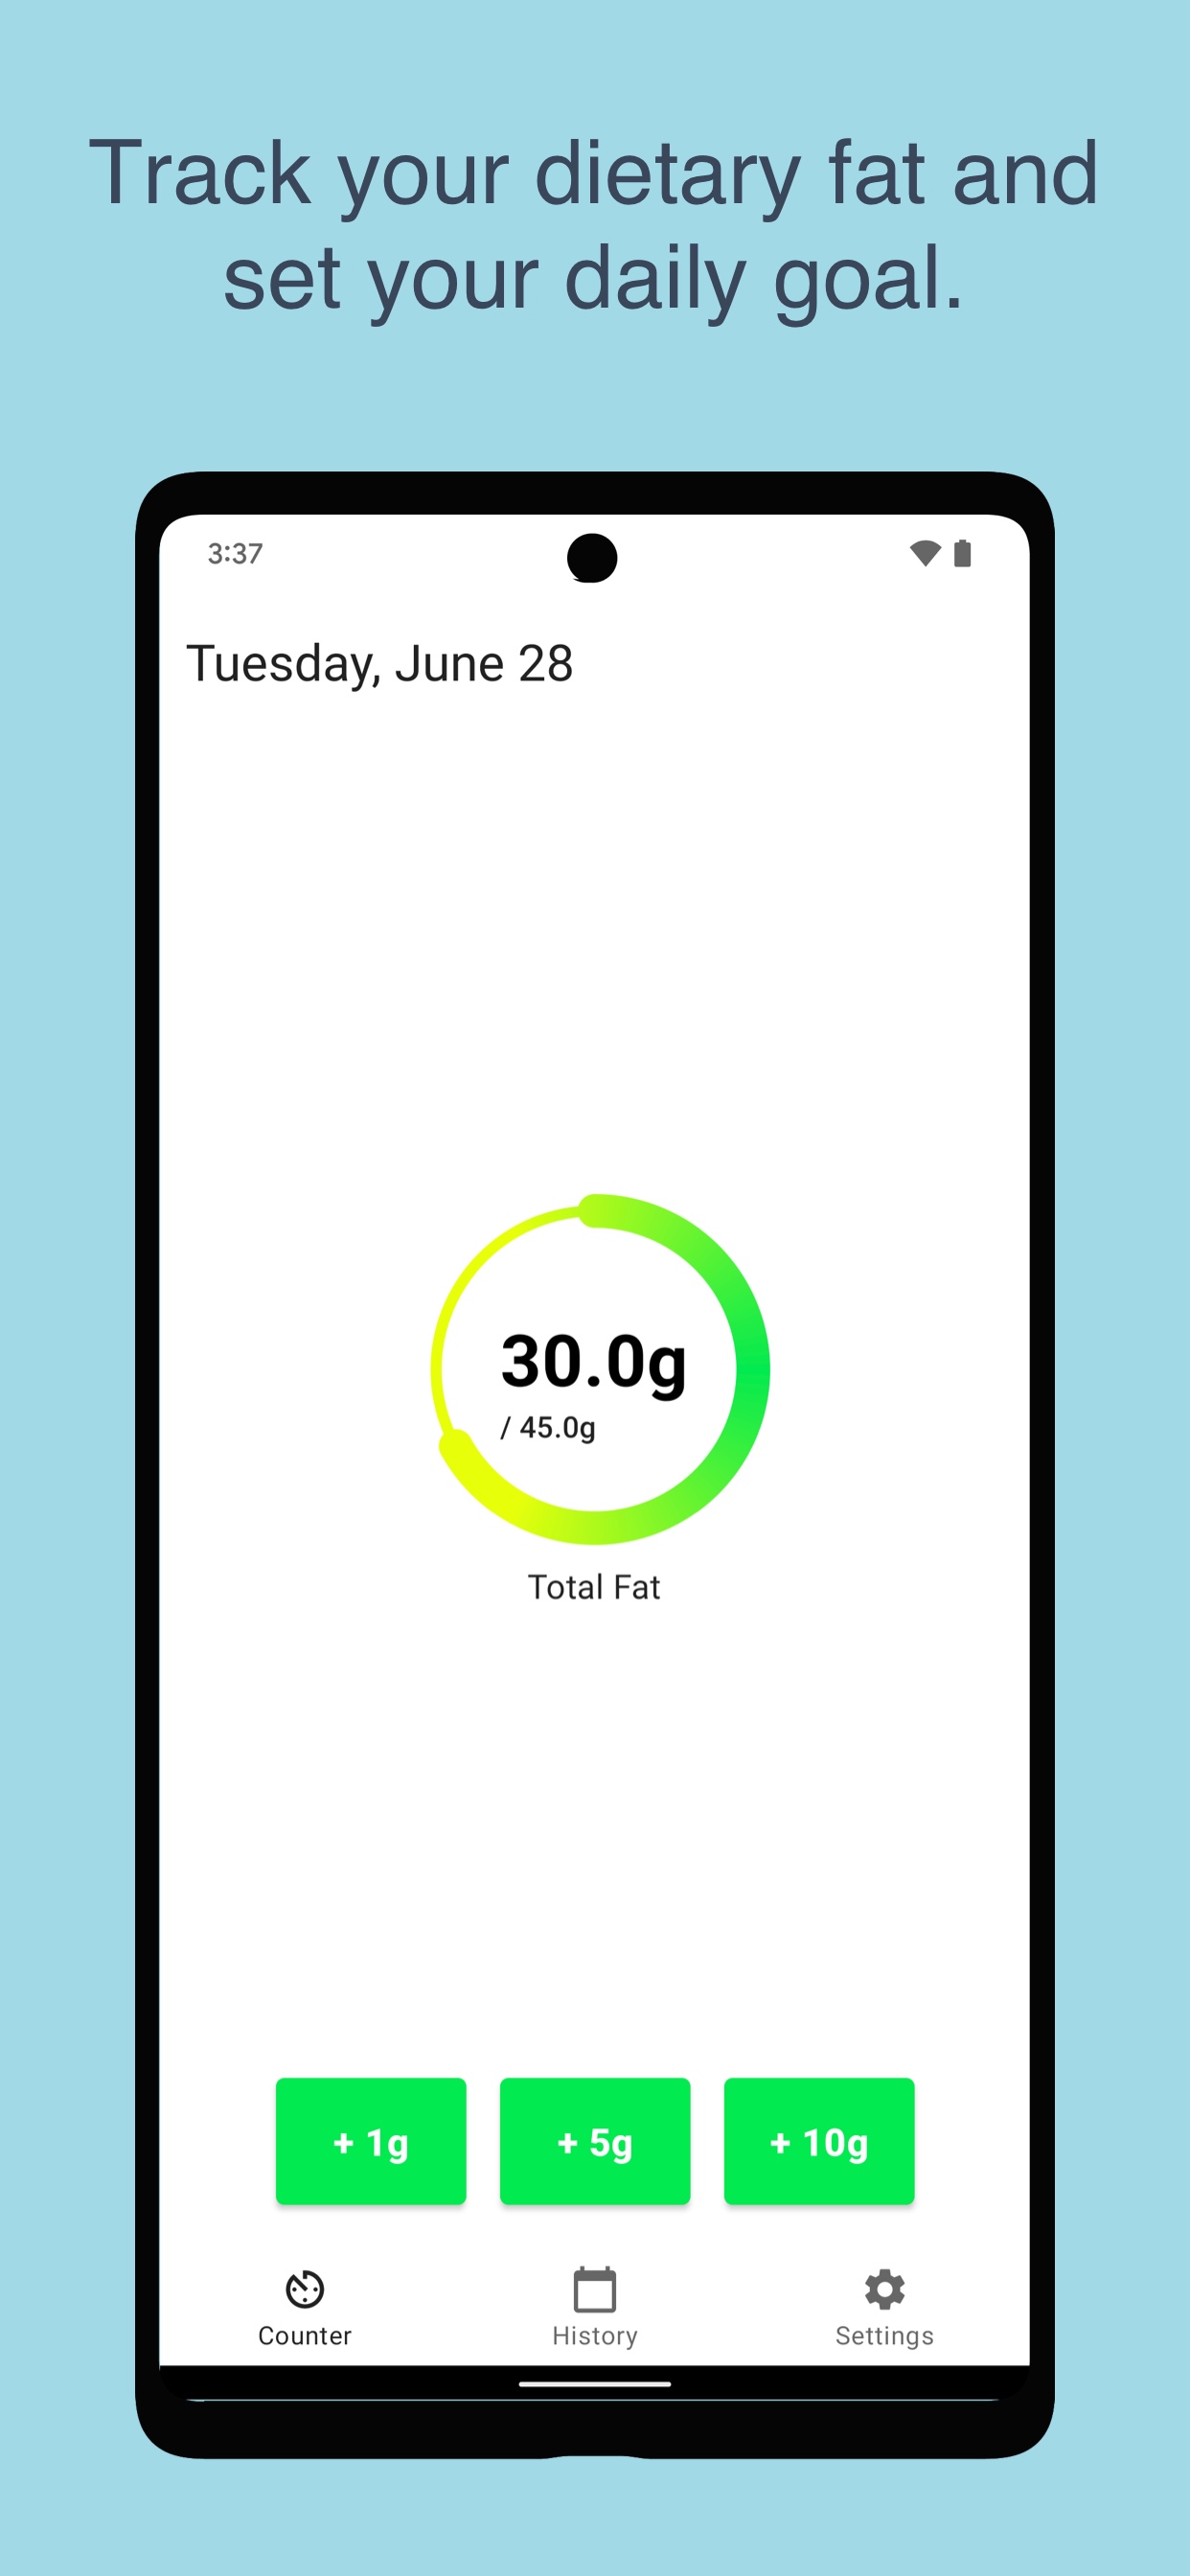 Track your dietary fat and
set your daily goal.
3:37
Tuesday, June 28
30.0g
/ 45.0g
Total Fat
+ 1g
+ 5g
+ 10g
Counter
History
Settings